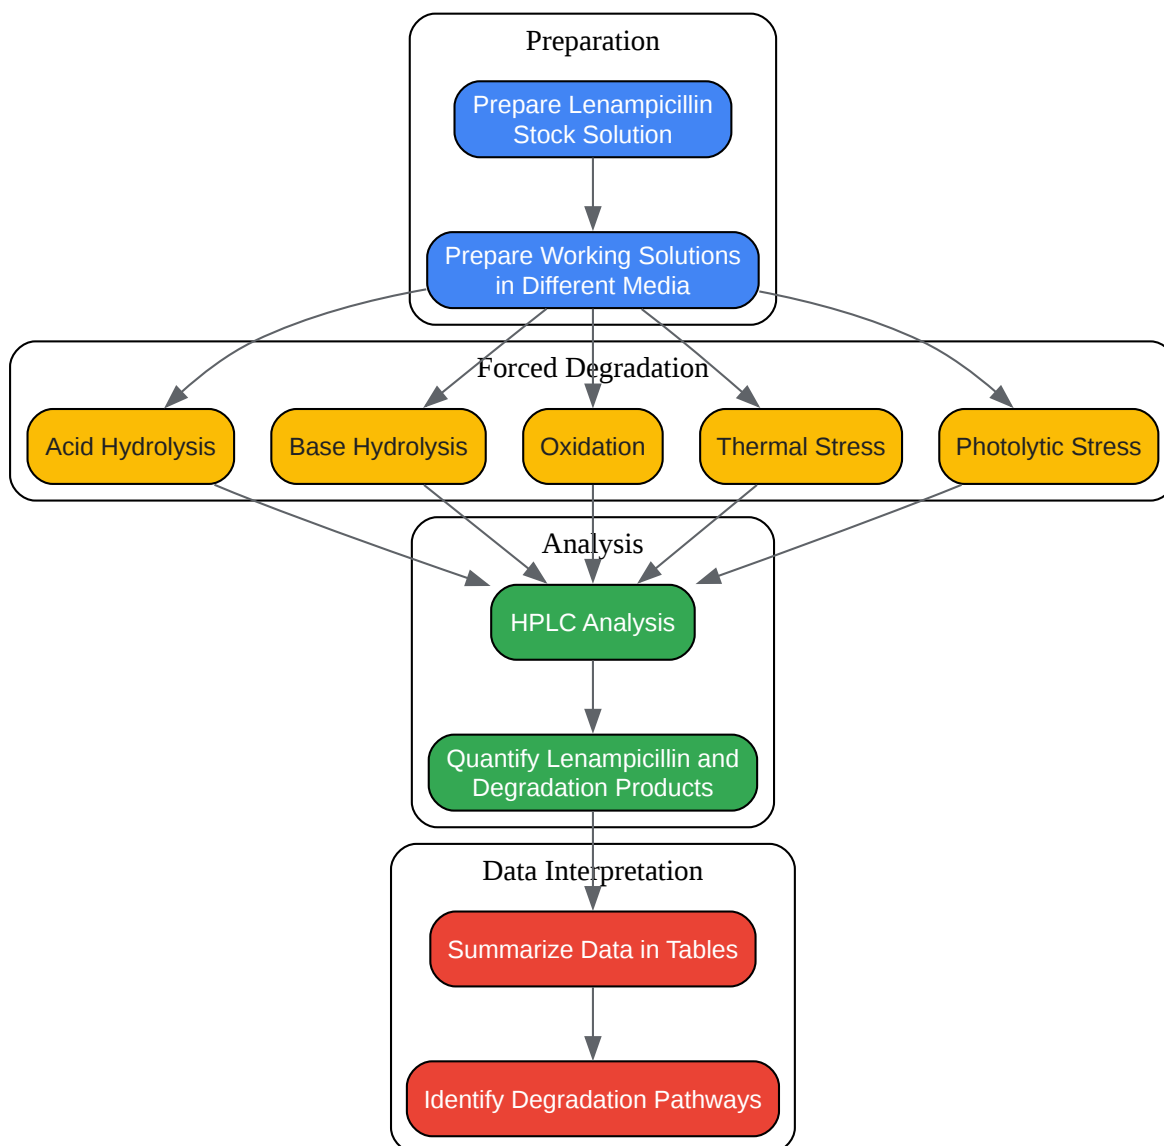 Preparation
Prepare Lenampicillin
Stock Solution
Prepare Working Solutions
in Different Media
Forced Degradation
Acid Hydrolysis
Base Hydrolysis
Oxidation
Thermal Stress
Photolytic Stress
Analysis
HPLC Analysis
Quantify Lenampicillin and
Degradation Products
Data Interpretation
Summarize Data in Tables
Identify Degradation Pathways